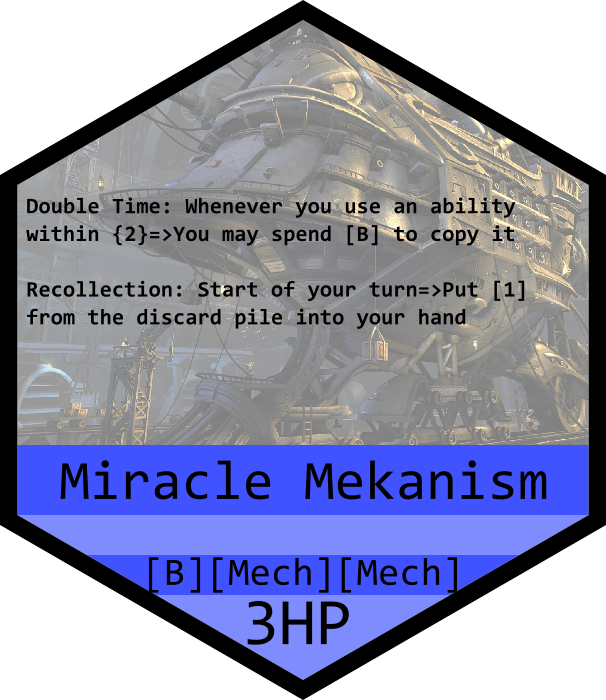 Double Time: Whenever you use an ability
within {2}=>You may spend [B] to copy it
Recollection: Start of your turn=>Put [1]
from the discard pile into your hand
Miracle Mekanism
[B][Mech][Mech]
3HP